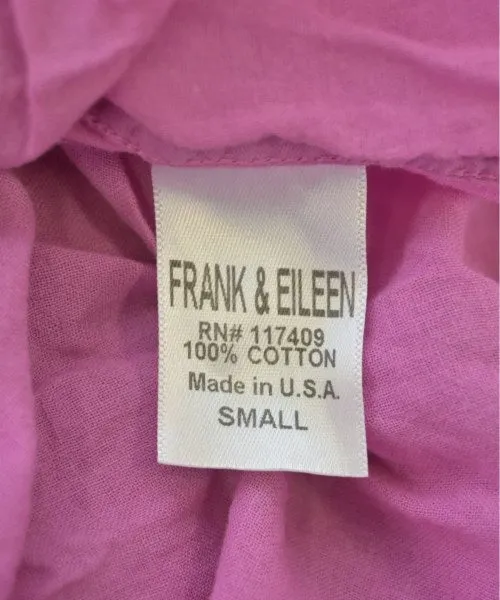 FRANK & EILEEN
RN# 117409
100% COTTON
Made in U.S.A.
SMALL